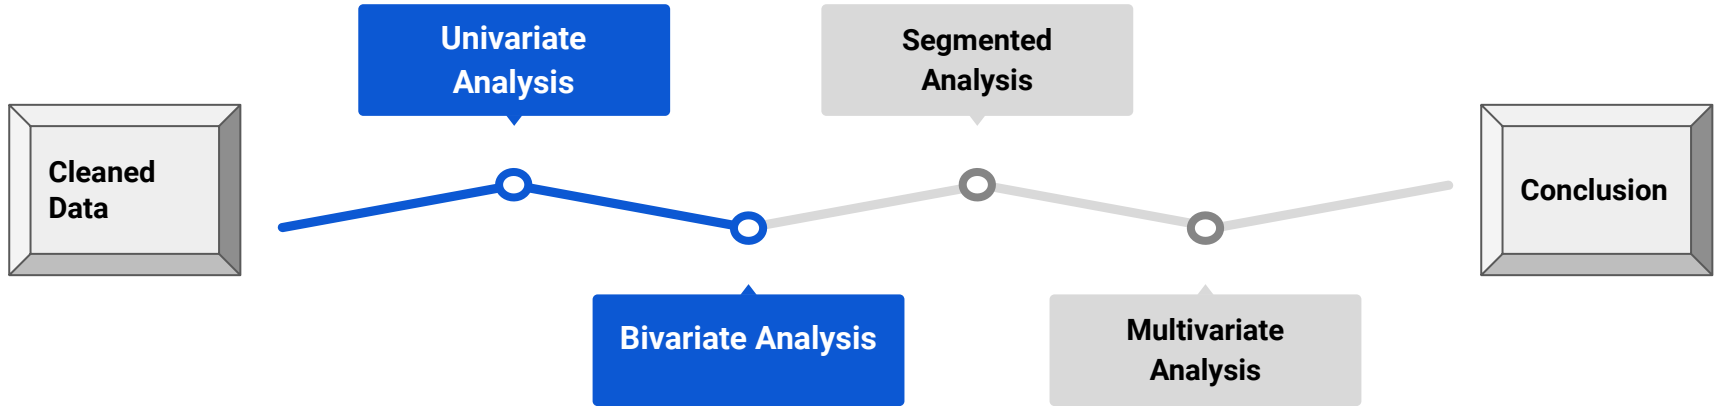 Cleaned
Data
Univariate
Analysis
Bivariate Analysis
Segmented
Analysis
Multivariate
Analysis
Conclusion